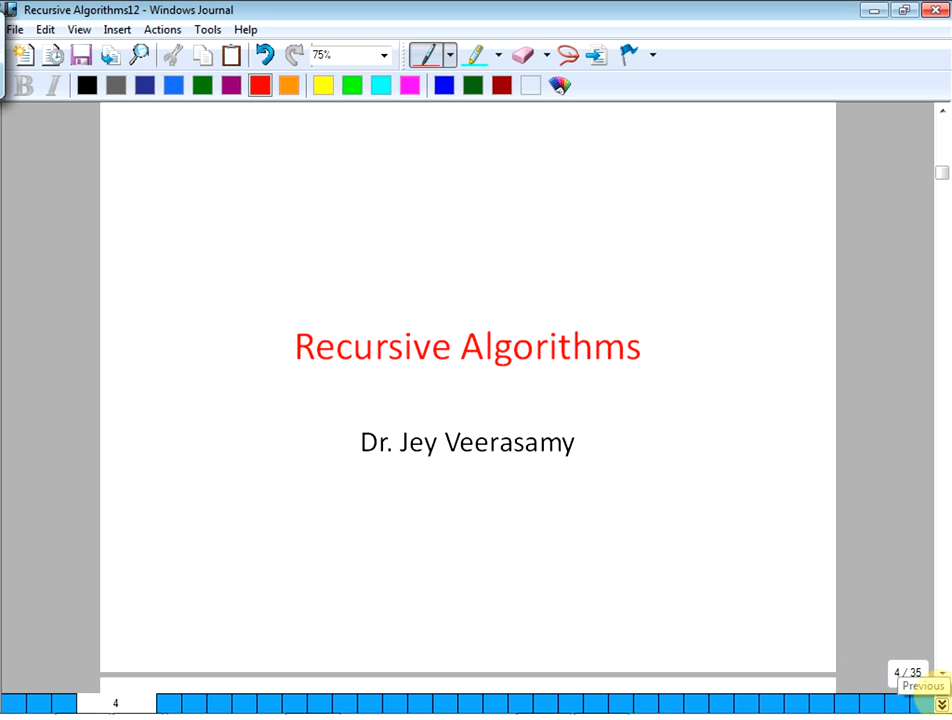 Recursive Algorithms12 - Windows Journal
File Edit View Insert Actions Tools Help
75%
B I
Recursive Algorithms
Dr. Jey Veerasamy
4 / 35
Previous
4